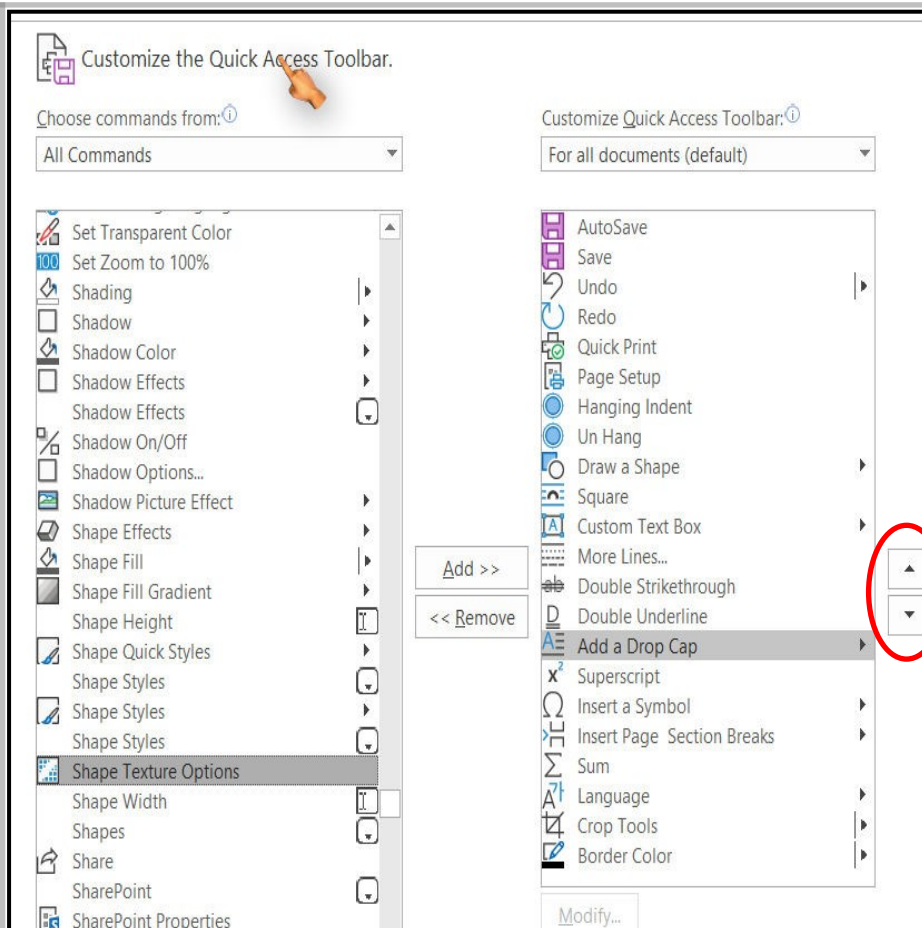 Customize the Quick Access Toolbar.
Choose commands from:
All Commands
Set Transparent Color
100 Set Zoom to 100%
Shading
Shadow
Shadow Color
Shadow Effects
Shadow Effects
Shadow On/Off
Shadow Options...
Shadow Picture Effect
Shape Effects
Shape Fill
Shape Fill Gradient
Shape Height
Shape Quick Styles
Shape Styles
Shape Styles
Shape Styles
Shape Texture Options
Shape Width
Shapes
Share
SharePoint
SharePoint Properties
Add >>
<< Remove
Customize Quick Access Toolbar:
For all documents (default)
AutoSave
Save
Undo
Redo
Quick Print
Page Setup
Hanging Indent
Un Hang
Draw a Shape
Square
Custom Text Box
More Lines...
ab Double Strikethrough
D Double Underline
A Add a Drop Cap
x² Superscript
Ω Insert a Symbol
Insert Page Section Breaks
Σ Sum
Language
Crop Tools
Border Color
Modify...